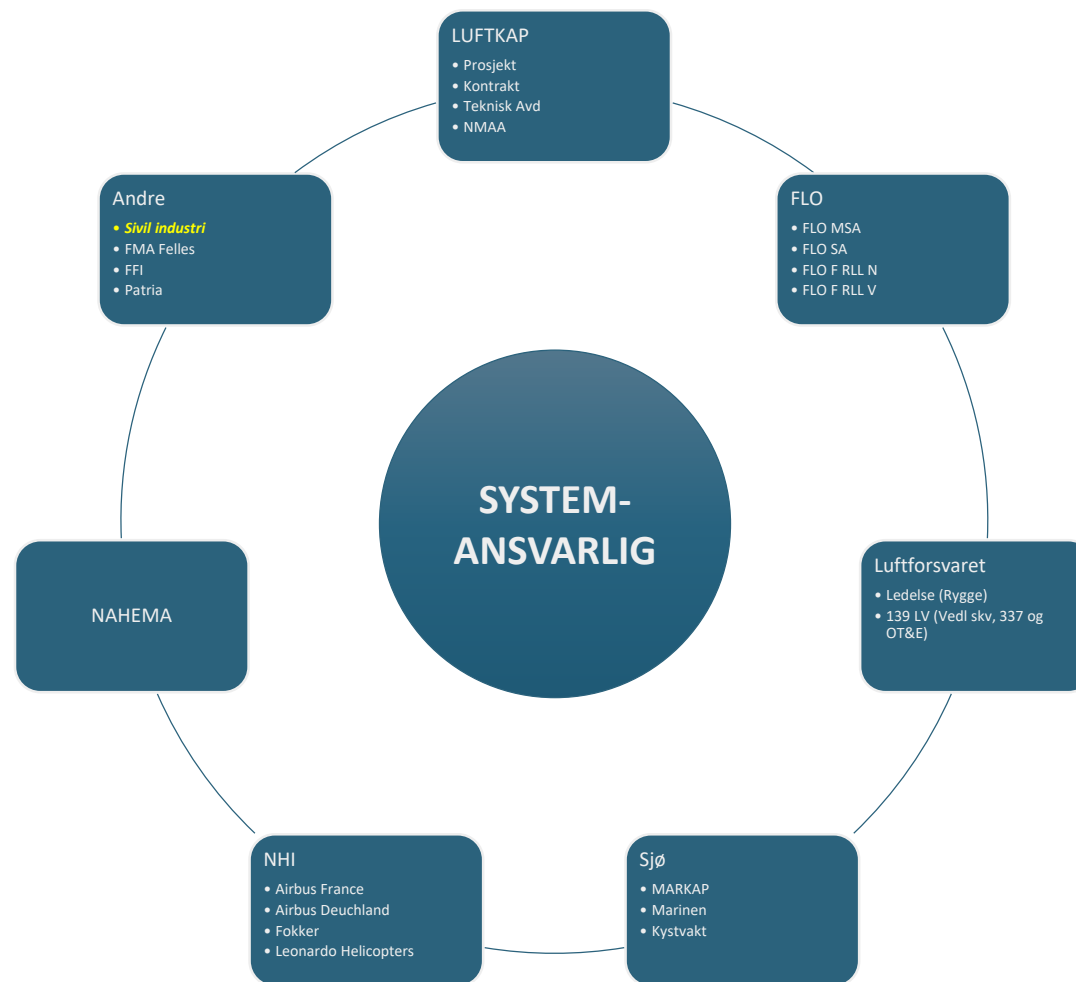 LUFTKAP
• Prosjekt
• Kontrakt
• Teknisk Avd
• NMAA
FLO
• FLO MSA
• FLO SA
• FLO F RLL N
• FLO F RLL V
Luftforsvaret
• Ledelse (Rygge)
• 139 LV (Vedl skv, 337 og
OT&E)
Sjø
• MARKAP
• Marinen
• Kystvakt
NHI
• Airbus France
• Airbus Deuchland
• Fokker
• Leonardo Helicopters
NAHEMA
Andre
• Sivil industri
• FMA Felles
• FFI
• Patria
SYSTEM-
ANSVARLIG